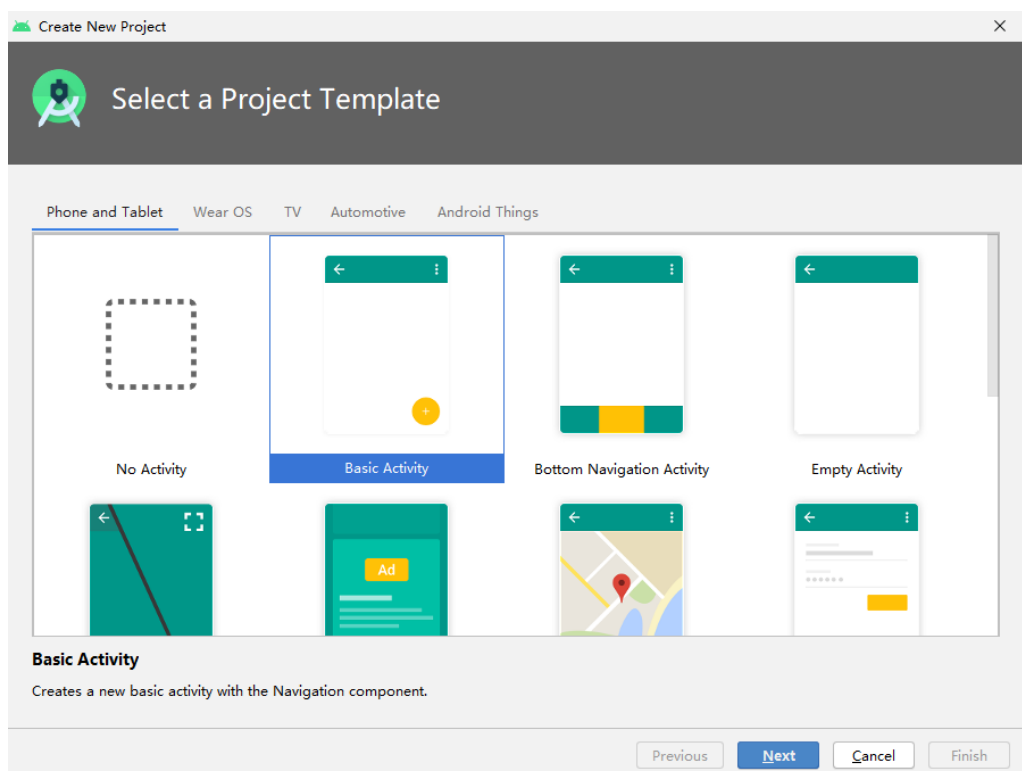 Create New Project
Select a Project Template
Phone and Tablet Wear OS TV Automotive Android Things
No Activity Basic Activity Bottom Navigation Activity Empty Activity
Ad
Basic Activity
Creates a new basic activity with the Navigation component.
Previous Next Cancel Finish